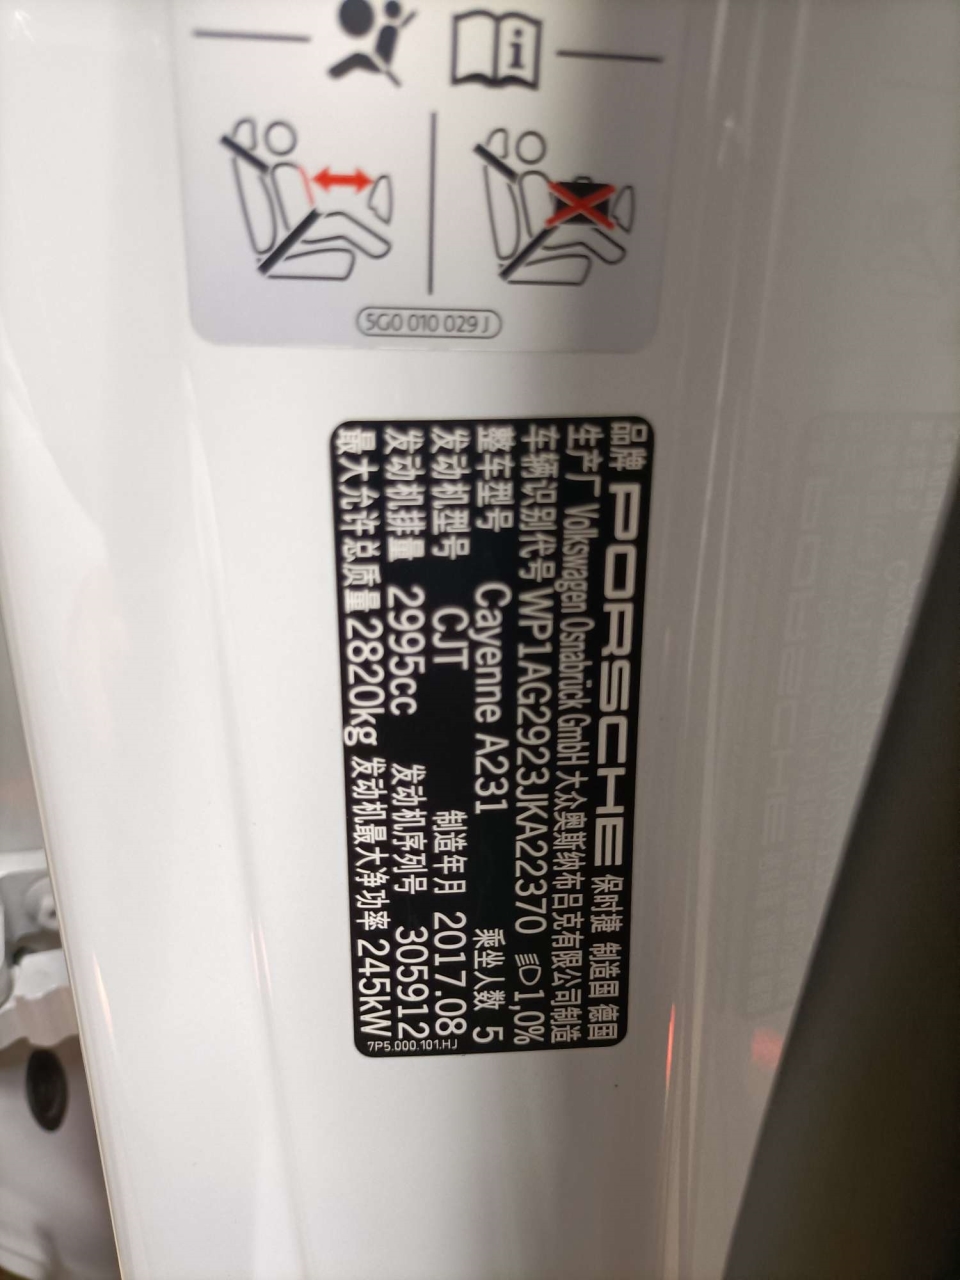 5G0 010 029 J
品牌 PORSCHE 保时捷 制造国 德国
生产厂 Volkswagen Osnabrück GmbH 大众奥斯纳布吕克有限公司制造
车辆识别代号 WP1AG2923JKA22370 1,0%
整车型号 Cayenne A231 乘坐人数 5
发动机型号 CJT 制造年月 2017.08
发动机排量 2995cc 发动机序列号 305912
最大允许总质量 2820kg 发动机最大净功率 245kW
7P5.000.101.HJ